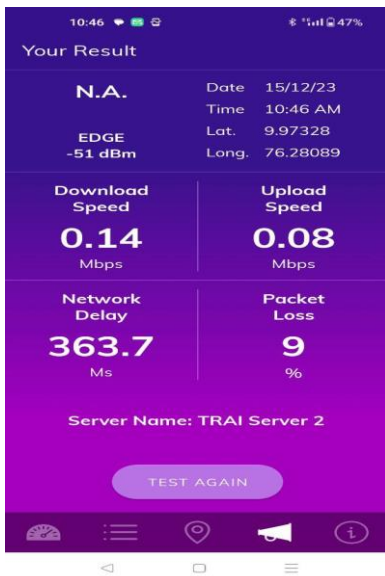 10:46 47%
Your Result
N.A.
Date 15/12/23
Time 10:46 AM
EDGE
-51 dBm
Lat. 9.97328
Long. 76.28089
Download
Speed
0.14
Mbps
Upload
Speed
0.08
Mbps
Network
Delay
363.7
Ms
Packet
Loss
9
%
Server Name: TRAI Server 2
TEST AGAIN